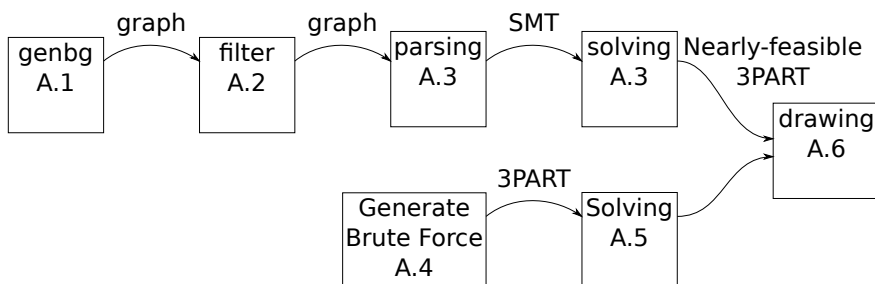 graph
graph
SMT
genbg
A.1
filter
A.2
parsing
A.3
solving
A.3
Nearly-feasible
3PART
drawing
A.6
3PART
Generate
Brute Force
A.4
Solving
A.5